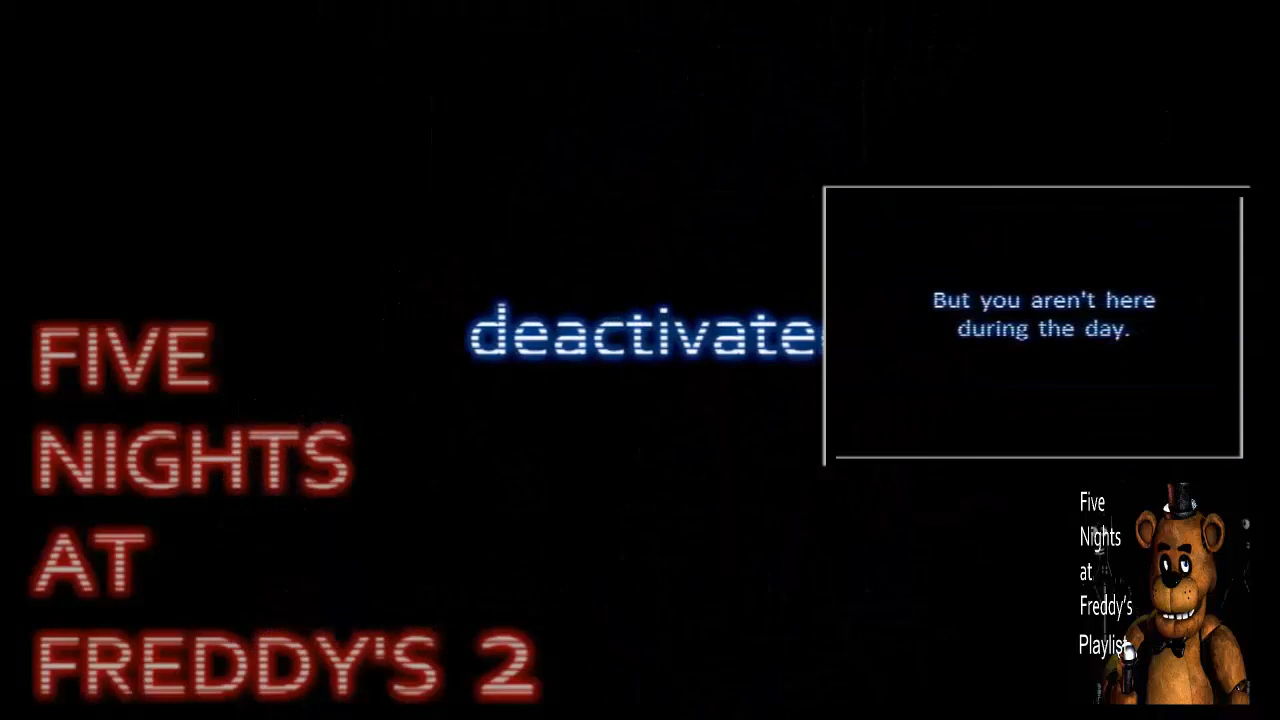 FIVE
NIGHTS
AT
FREDDY'S 2
deactivate
But you aren't here
during the day.
Five
Nights
at
Freddy's
Playlist